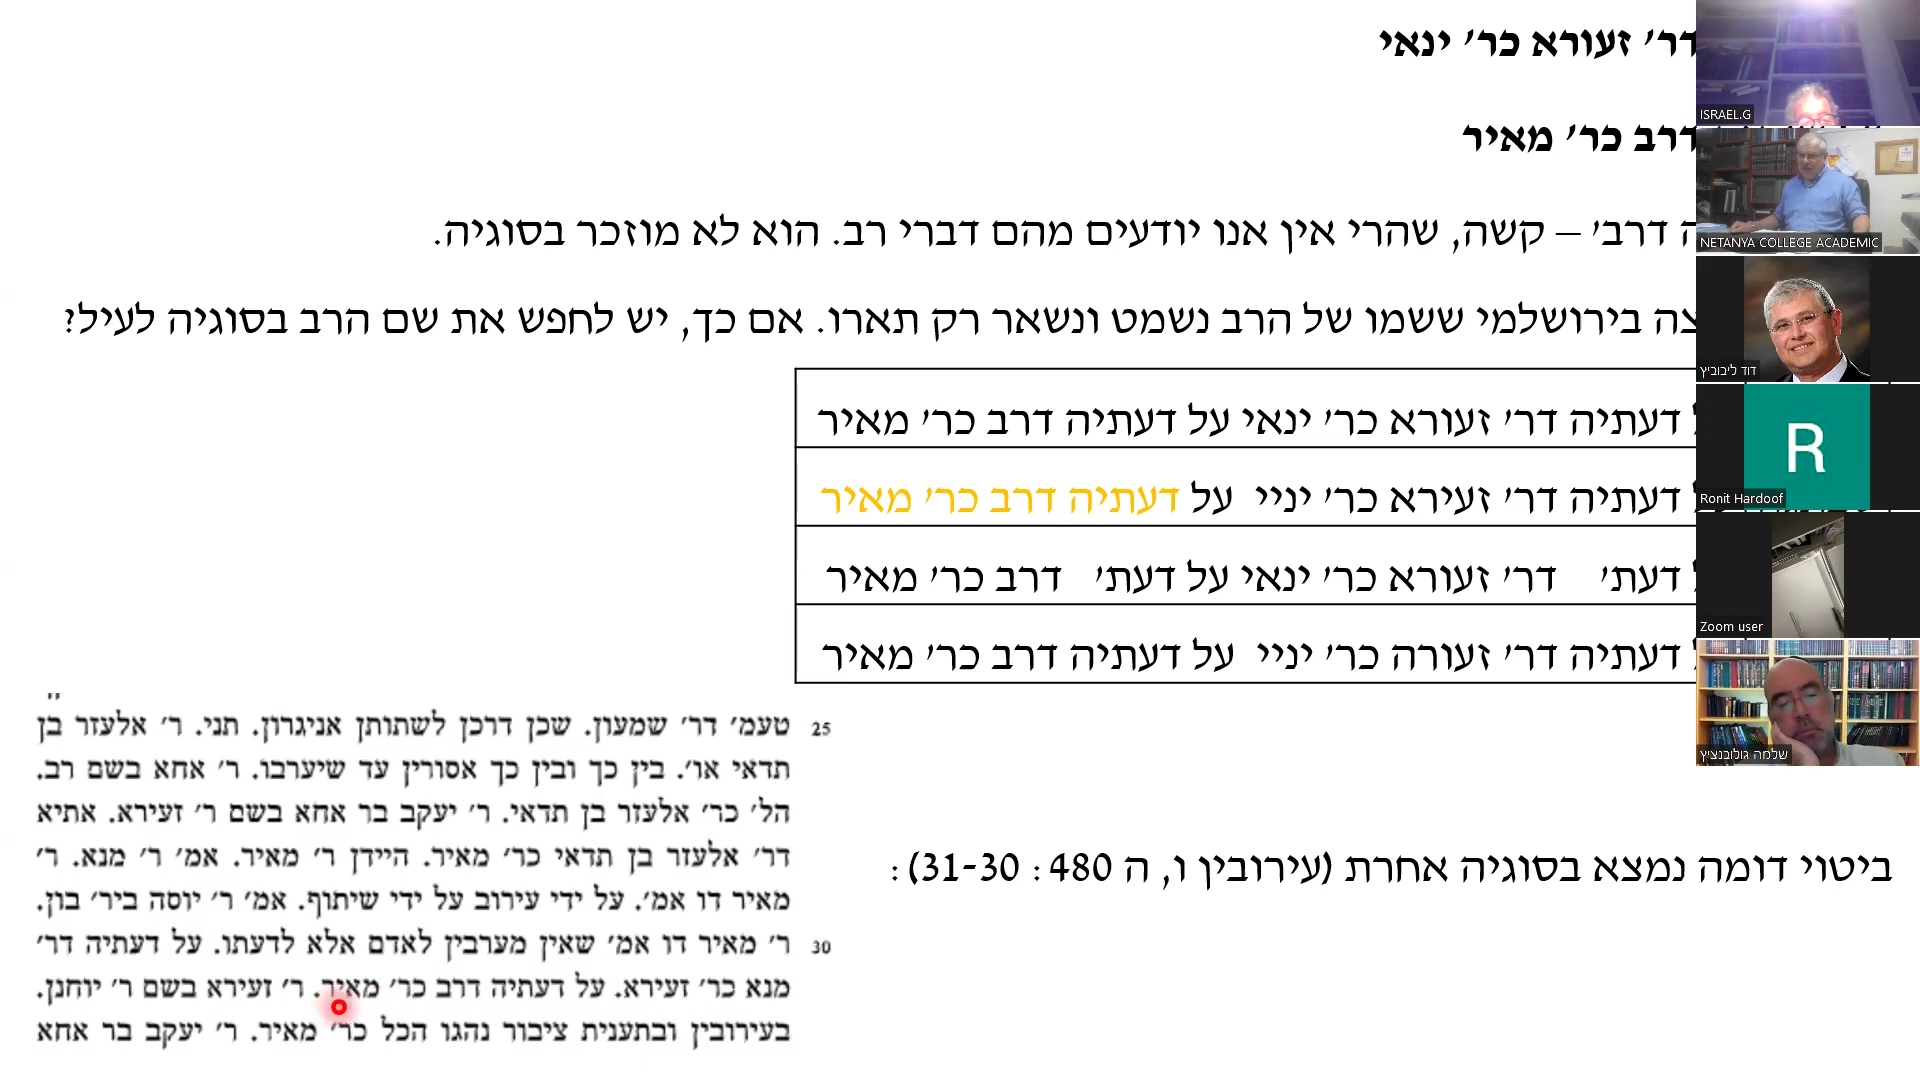 דר׳ זעורא כר׳ ינאי
דרב כר׳ מאיר
דרב׳ – קשה, שהרי אין אנו יודעים מהם דברי רב. הוא לא מוזכר בסוגיה.
בירושלמי ששמו של הרב נשמט ונשאר רק תארו. אם כך, יש לחפש את שם הרב בסוגיה לעיל?
דעתיה דר׳ זעורא כר׳ ינאי על דעתיה דרב כר׳ מאיר
דעתיה דר׳ זעירא כר׳ ינייי על דעתיה דרב כר׳ מאיר
דעת׳ דר׳ זעורא כר׳ ינאי על דעת׳ דרב כר׳ מאיר
דעתיה דר׳ זעורה כר׳ ינייי על דעתיה דרב כר׳ מאיר
ביטוי דומה נמצא בסוגיה אחרת (עירובין ו, ה 480 : 31-30):
25 טעמ׳ דר׳ שמעון. שכן דרכן לשתותן אניגרון. תני. ר׳ אלעזר בן
תדאי או׳. בין כך ובין כך אסורין עד שיערבו. ר׳ אחא בשם רב.
הל׳ כר׳ אלעזר בן תדאי. ר׳ יעקב בר אחא בשם ר׳ זעירא. אתיא
דר׳ אלעזר בן תדאי כר׳ מאיר. היידן ר׳ מאיר. אמ׳ ר׳ מנא. ר׳
מאיר דו אמ׳. על ידי עירוב על ידי שיתוף. אמ׳ ר׳ יוסה ביר׳ בון.
30 ר׳ מאיר דו אמ׳ שאין מערבין לאדם אלא לדעתו. על דעתיה דר׳
מנא כר׳ זעירא. על דעתיה דרב כר׳ מאיר. ר׳ זעירא בשם ר׳ יוחנן.
בעירובין ובתענית ציבור נהגו הכל כר׳ מאיר. ר׳ יעקב בר אחא
ISRAEL.G
NETANYA COLLEGE ACADEMIC
דוד ליבוביץ
R
Ronit Hardoof
Zoom user
שלמה גולובנציץ